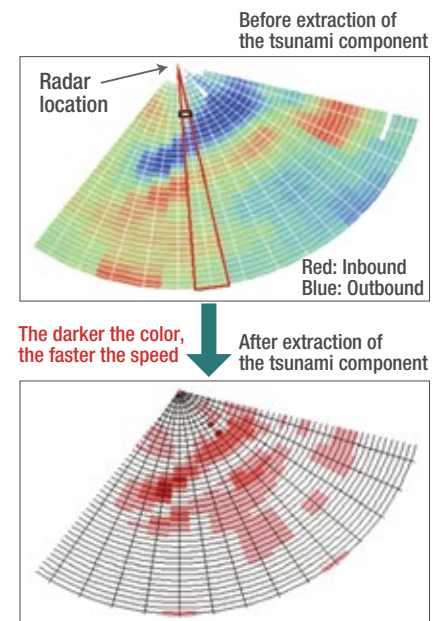 Before extraction of
the tsunami component
Radar
location
Red: Inbound
Blue: Outbound
The darker the color,
the faster the speed
After extraction of
the tsunami component